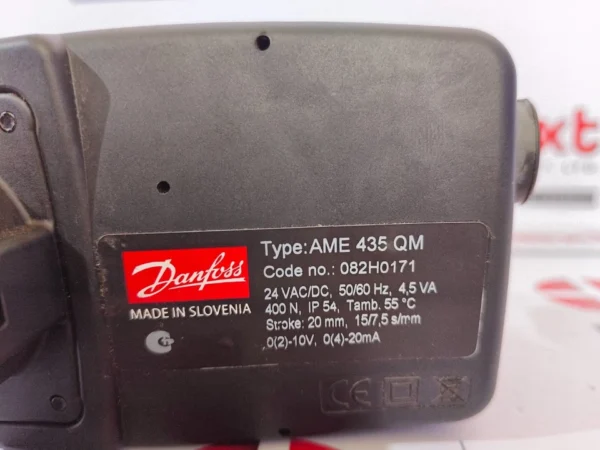 xt
Danfoss
MADE IN SLOVENIA
Type:AME 435 QM
Code no.: 082H0171
24 VAC/DC, 50/60 Hz, 4,5 VA
400 N, IP 54, Tamb. 55 °C
Stroke: 20 mm, 15/7,5 s/mm
0(2)-10V, 0(4)-20mA
CE